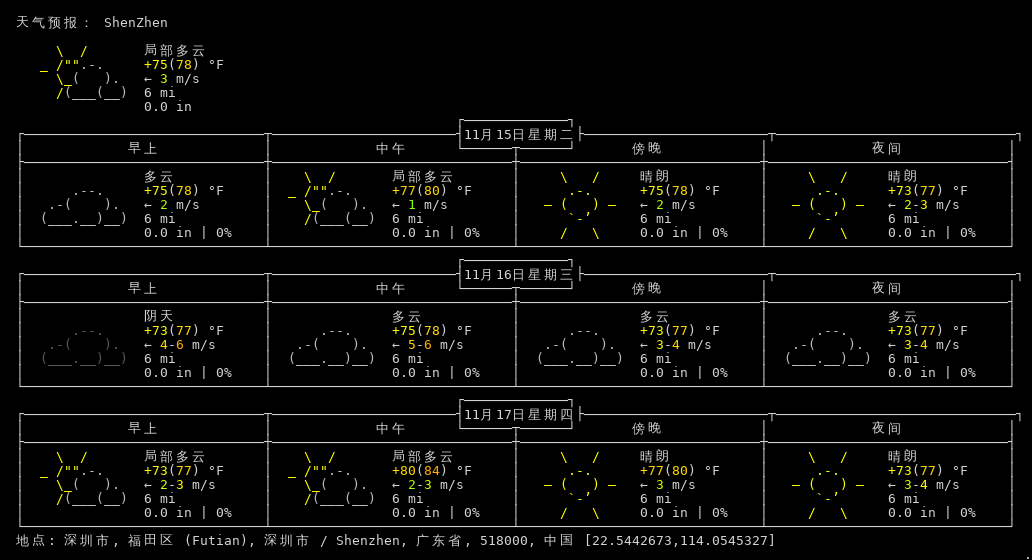 天气预报： ShenZhen
局部多云
+75(78) °F
← 3 m/s
6 mi
0.0 in
11月15日星期二
早上 中午 傍晚 夜间
多云 局部多云 晴朗 晴朗
+75(78) °F +77(80) °F +75(78) °F +73(77) °F
← 2 m/s ← 1 m/s ← 2 m/s ← 2-3 m/s
6 mi 6 mi 6 mi 6 mi
0.0 in | 0% 0.0 in | 0% 0.0 in | 0% 0.0 in | 0%
11月16日星期三
早上 中午 傍晚 夜间
阴天 多云 多云 多云
+73(77) °F +75(78) °F +73(77) °F +73(77) °F
← 4-6 m/s ← 5-6 m/s ← 3-4 m/s ← 3-4 m/s
6 mi 6 mi 6 mi 6 mi
0.0 in | 0% 0.0 in | 0% 0.0 in | 0% 0.0 in | 0%
11月17日星期四
早上 中午 傍晚 夜间
局部多云 局部多云 晴朗 晴朗
+73(77) °F +80(84) °F +77(80) °F +73(77) °F
← 2-3 m/s ← 2-3 m/s ← 3 m/s ← 3-4 m/s
6 mi 6 mi 6 mi 6 mi
0.0 in | 0% 0.0 in | 0% 0.0 in | 0% 0.0 in | 0%
地点: 深圳市, 福田区 (Futian), 深圳市 / Shenzhen, 广东省, 518000, 中国 [22.5442673,114.0545327]